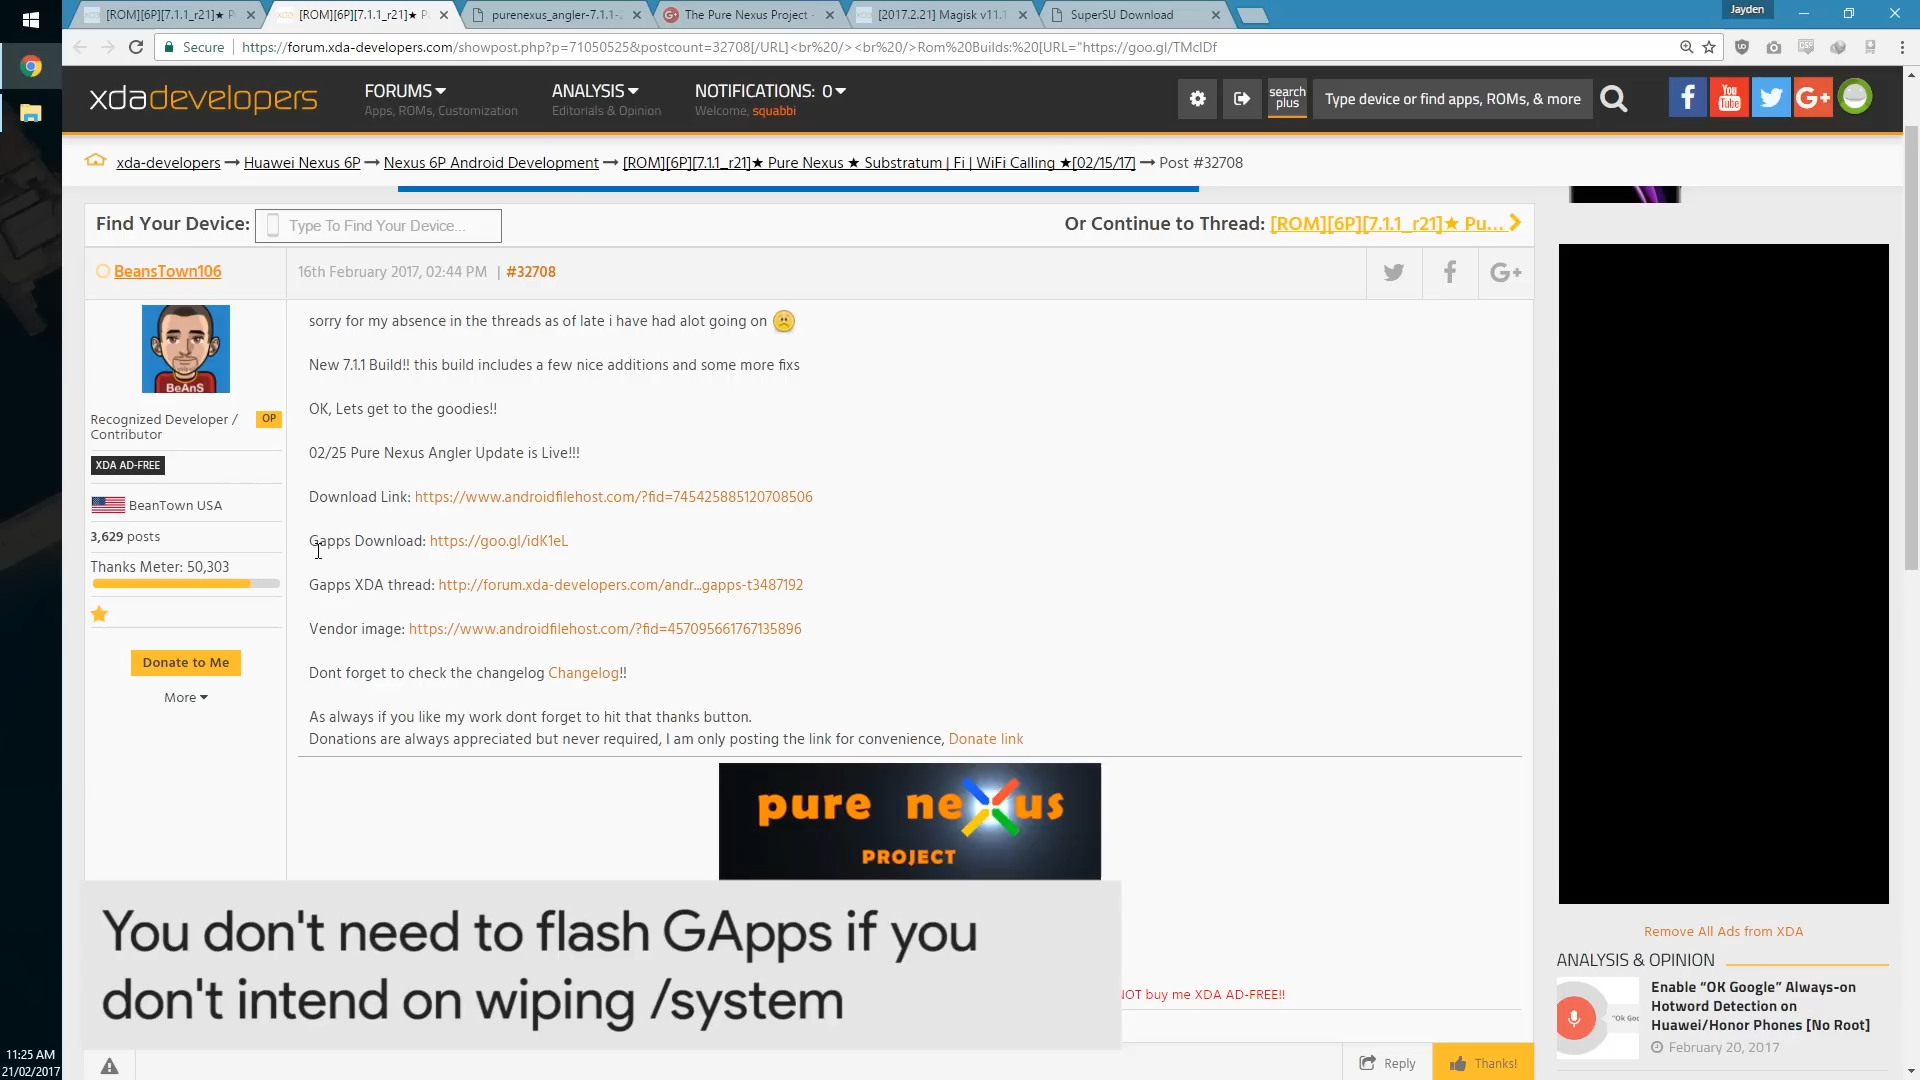 [ROM][6P][7.1.1_r21]★ P
[ROM][6P][7.1.1_r21]★ P
purenexus_angler-7.1.1-2
The Pure Nexus Project -
[2017.2.21] Magisk v11.1
SuperSU Download
Jayden
Secure
https://forum.xda-developers.com/showpost.php?p=71050525&postcount=32708[/URL]<br%20/><br%20/>Rom%20Builds:%20[URL="https://goo.gl/TMclDf
xdadevelopers
FORUMS
Apps, ROMs, Customization
ANALYSIS
Editorials & Opinion
NOTIFICATIONS: 0
Welcome, squabbi
search plus
Type device or find apps, ROMs, & more
You Tube
G+
xda-developers → Huawei Nexus 6P → Nexus 6P Android Development → [ROM][6P][7.1.1_r21]★ Pure Nexus ★ Substratum | Fi | WiFi Calling ★[02/15/17] → Post #32708
Find Your Device:
Type To Find Your Device...
Or Continue to Thread: [ROM][6P][7.1.1_r21]★ Pu...
BeansTown106
16th February 2017, 02:44 PM | #32708
G+
BeAnS
Recognized Developer / Contributor
OP
XDA AD-FREE
BeanTown USA
3,629 posts
Thanks Meter: 50,303
Donate to Me
More
sorry for my absence in the threads as of late i have had alot going on
New 7.1.1 Build!! this build includes a few nice additions and some more fixs
OK, Lets get to the goodies!!
02/25 Pure Nexus Angler Update is Live!!!
Download Link: https://www.androidfilehost.com/?fid=745425885120708506
Gapps Download: https://goo.gl/idK1eL
Gapps XDA thread: http://forum.xda-developers.com/andr...gapps-t3487192
Vendor image: https://www.androidfilehost.com/?fid=457095661767135896
Dont forget to check the changelog Changelog!!
As always if you like my work dont forget to hit that thanks button.
Donations are always appreciated but never required, I am only posting the link for convenience, Donate link
pure nexus
PROJECT
You don't need to flash GApps if you
don't intend on wiping /system
NOT buy me XDA AD-FREE!!
Reply
Thanks!
Remove All Ads from XDA
ANALYSIS & OPINION
"Ok Goo
Enable “OK Google” Always-on
Hotword Detection on
Huawei/Honor Phones [No Root]
February 20, 2017
11:25 AM
21/02/2017